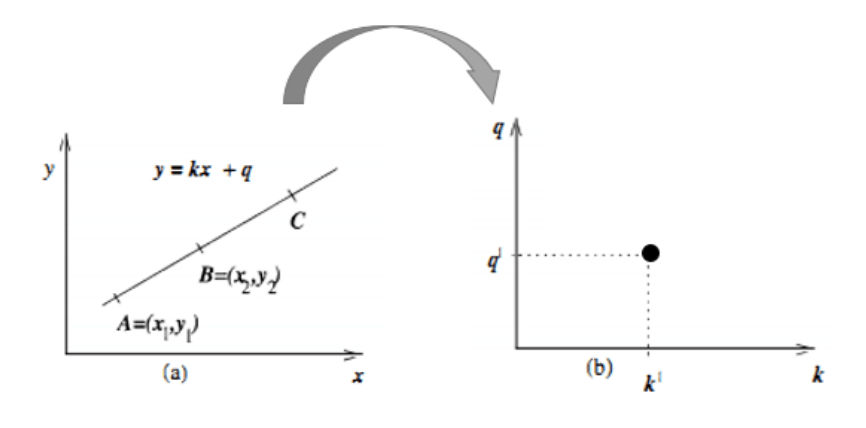 y
y = kx + q
C
B=(x₂,y₂)
A=(x₁,y₁)
(a)
x
q
q'
(b)
k'
k